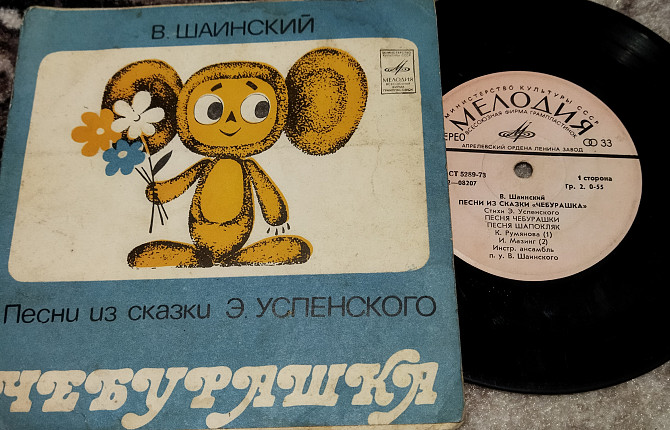 В. ШАИНСКИЙ
МЕЛОДИЯ
Песни из сказки Э. УСПЕНСКОГО
ЧЕБУРАШКА
МИНИСТЕРСТВО КУЛЬТУРЫ СССР
МЕЛОДИЯ
ВСЕСОЮЗНАЯ ФИРМА ГРАМПЛАСТИНОК
СТЕРЕО
33
АПРЕЛЕВСКИЙ ОРДЕНА ЛЕНИНА ЗАВОД
СТ 5289-73
1 сторона
—08207
Гр. 2. 0-55
В. Шаинский
ПЕСНИ ИЗ СКАЗКИ «ЧЕБУРАШКА»
Стихи Э. Успенского
ПЕСНЯ ЧЕБУРАШКИ
ПЕСНЯ ШАПОКЛЯК
К. Румянова (1)
И. Мазинг (2)
Инстр. ансамбль
п. у. В. Шаинского